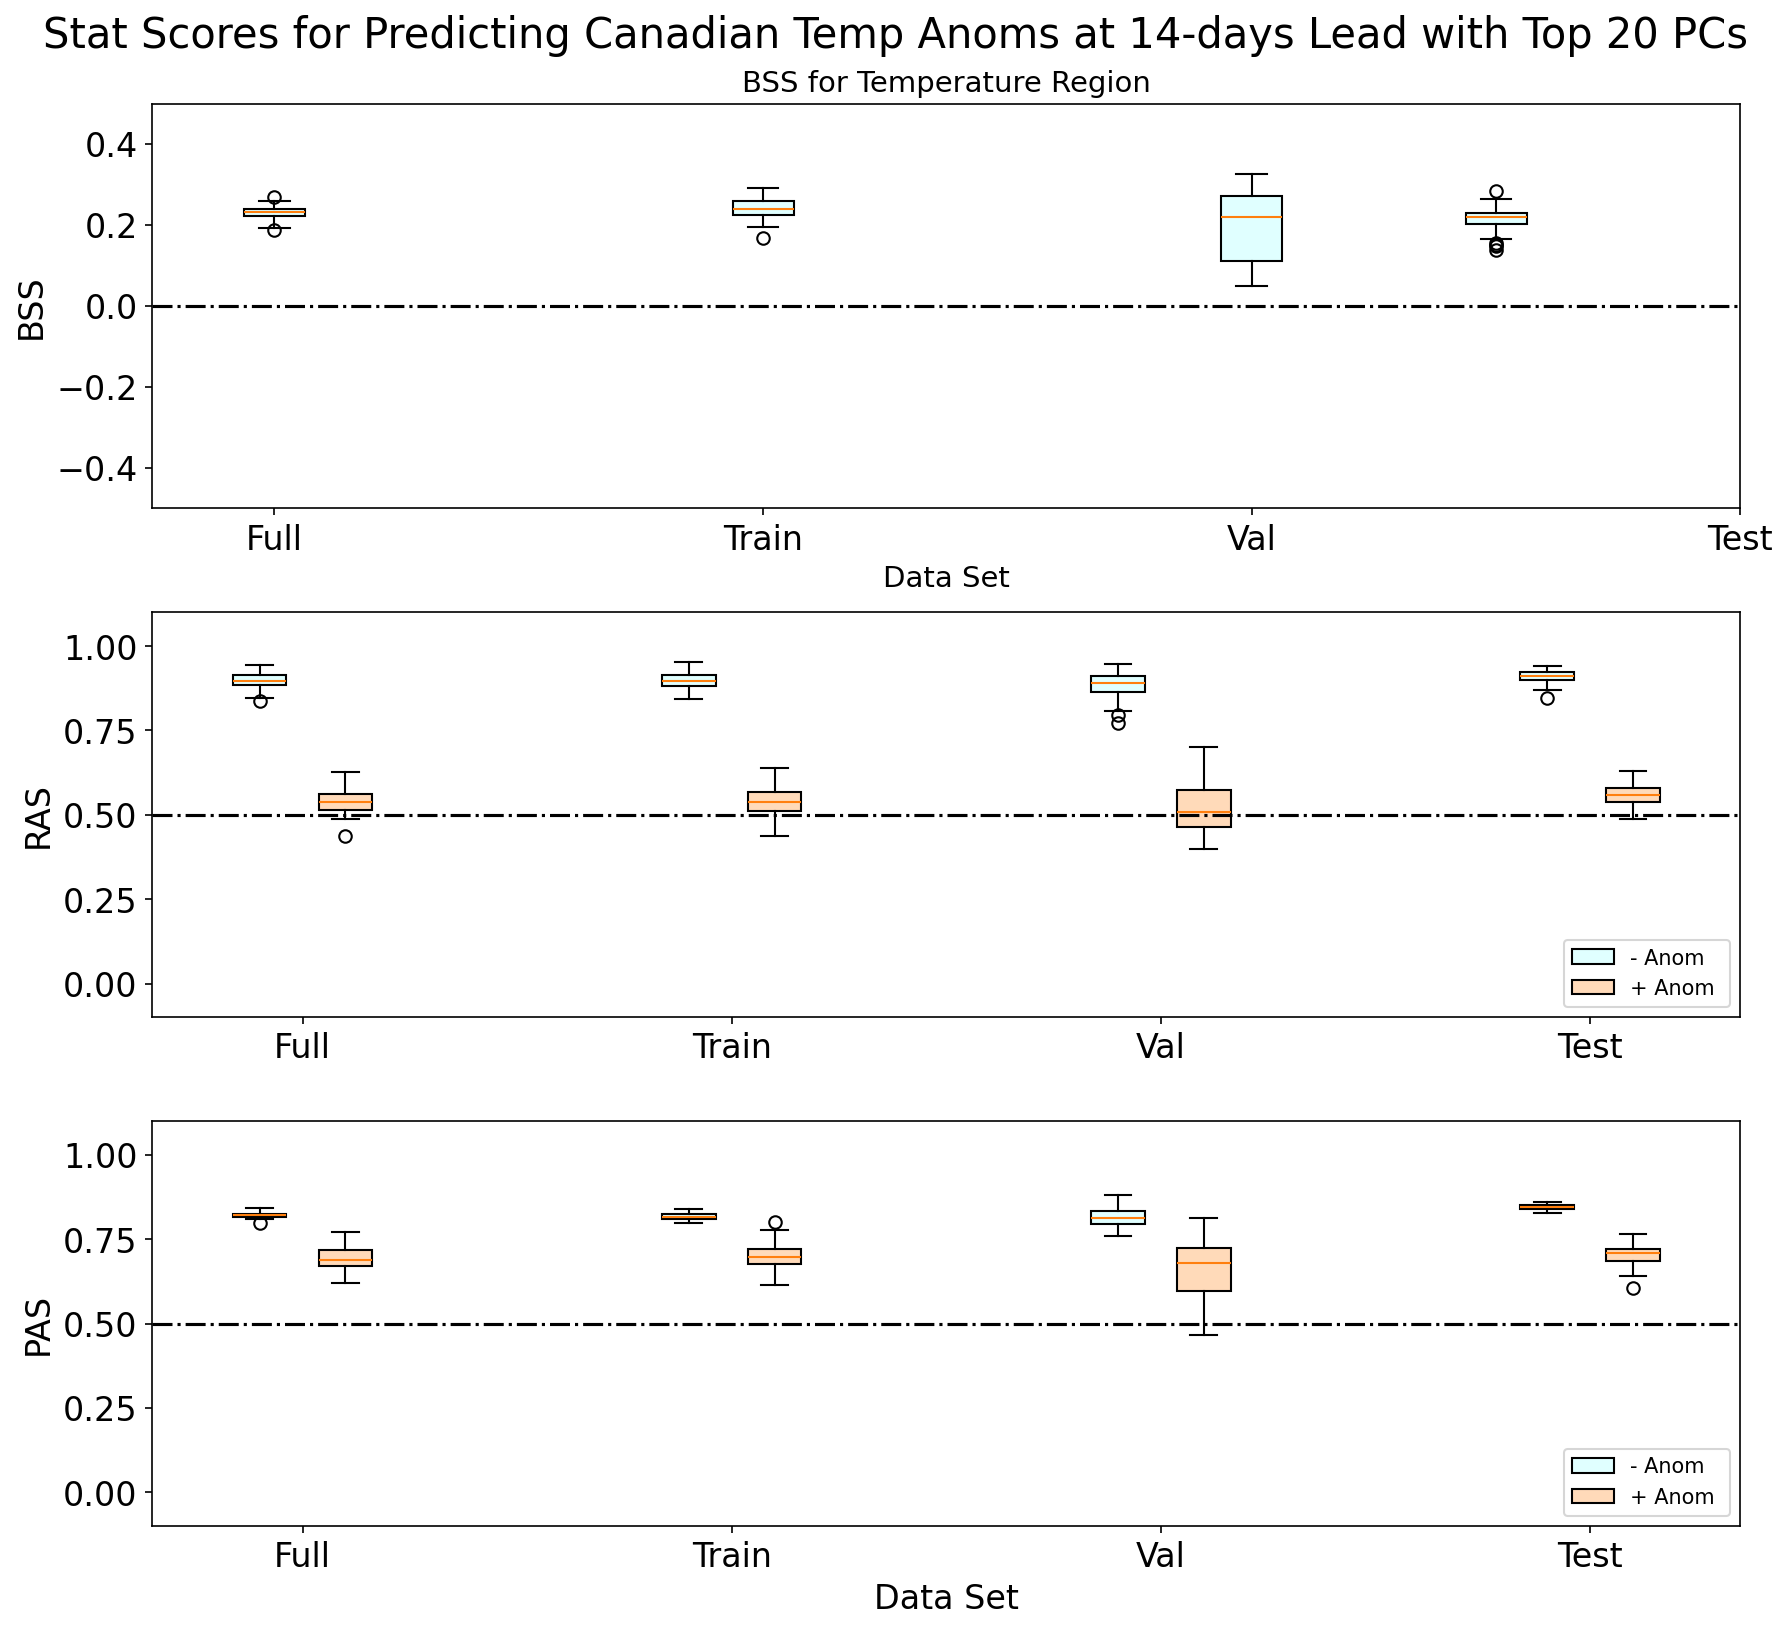 Stat Scores for Predicting Canadian Temp Anoms at 14-days Lead with Top 20 PCs
BSS for Temperature Region
0.4
0.2
0.0
−0.2
−0.4
BSS
Full Train Val Test
Data Set
1.00
0.75
0.50
0.25
0.00
RAS
- Anom
+ Anom
Full Train Val Test
1.00
0.75
0.50
0.25
0.00
PAS
- Anom
+ Anom
Full Train Val Test
Data Set